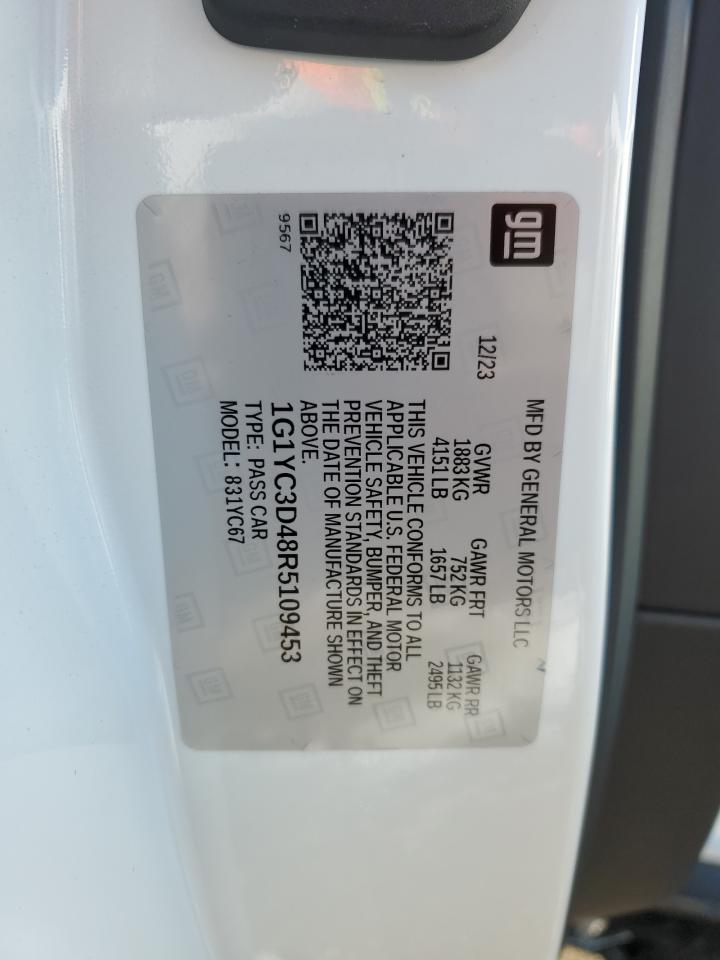 gm
MFD BY GENERAL MOTORS LLC
12/23
GVWR GAWR FRT GAWR RR
1883 KG 752 KG 1132 KG
4151 LB 1657 LB 2495 LB
THIS VEHICLE CONFORMS TO ALL
APPLICABLE U.S. FEDERAL MOTOR
VEHICLE SAFETY, BUMPER, AND THEFT
PREVENTION STANDARDS IN EFFECT ON
THE DATE OF MANUFACTURE SHOWN
ABOVE.
9567
1G1YC3D48R5109453
TYPE: PASS CAR
MODEL: 831YC67